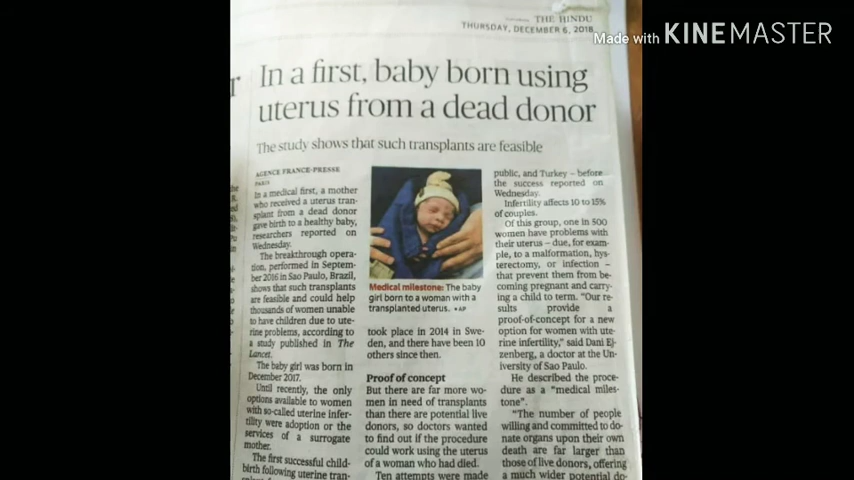 THE HINDU
THURSDAY, DECEMBER 6, 2018
Made with KINEMASTER
In a first, baby born using
uterus from a dead donor
The study shows that such transplants are feasible
AGENCE FRANCE-PRESSE
PARIS
In a medical first, a mother
who received a uterus tran-
splant from a dead donor
gave birth to a healthy baby,
researchers reported on
Wednesday.
The breakthrough opera-
tion, performed in Septem-
ber 2016 in Sao Paulo, Brazil,
shows that such transplants
are feasible and could help
thousands of women unable
to have children due to ute-
rine problems, according to
a study published in The
Lancet.
The baby girl was born in
December 2017.
Until recently, the only
options available to women
with so-called uterine infer-
tility were adoption or the
services of a surrogate
mother.
The first successful child-
birth following uterine tran-
Medical milestone: The baby
girl born to a woman with a
transplanted uterus. •AP
took place in 2014 in Swe-
den, and there have been 10
others since then.
Proof of concept
But there are far more wo-
men in need of transplants
than there are potential live
donors, so doctors wanted
to find out if the procedure
could work using the uterus
of a woman who had died.
Ten attempts were made
public, and Turkey – before
the success reported on
Wednesday.
Infertility affects 10 to 15%
of couples.
Of this group, one in 500
women have problems with
their uterus – due, for exam-
ple, to a malformation, hys-
terectomy, or infection –
that prevent them from be-
coming pregnant and carry-
ing a child to term. “Our re-
sults provide a
proof-of-concept for a new
option for women with ute-
rine infertility,” said Dani Ej-
zenberg, a doctor at the Un-
iversity of Sao Paulo.
He described the proce-
dure as a “medical miles-
tone”.
“The number of people
willing and committed to do-
nate organs upon their own
death are far larger than
those of live donors, offering
a much wider potential do-